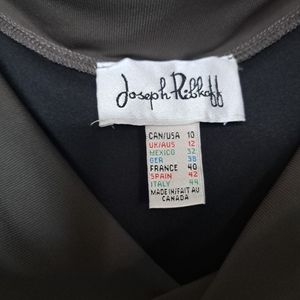 Joseph Ribkoff
CAN/USA 10
UK/AUS 12
MEXICO 32
GER 38
FRANCE 40
SPAIN 42
ITALY 44
MADE IN/FAIT AU
CANADA